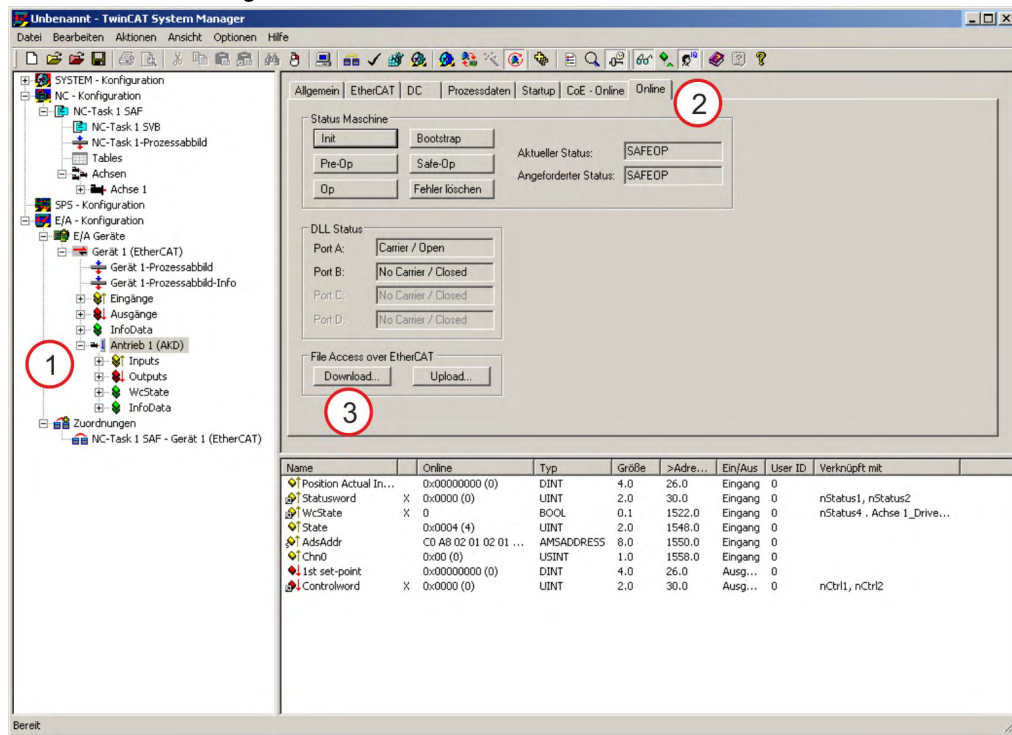 Unbenannt - TwinCAT System Manager
Datei Bearbeiten Aktionen Ansicht Optionen Hilfe
SYSTEM - Konfiguration
NC - Konfiguration
NC-Task 1 SAF
NC-Task 1 SVB
NC-Task 1-Prozessabbild
Tables
Achsen
Achse 1
SPS - Konfiguration
E/A - Konfiguration
E/A Geräte
Gerät 1 (EtherCAT)
Gerät 1-Prozessabbild
Gerät 1-Prozessabbild-Info
Eingänge
Ausgänge
InfoData
Antrieb 1 (AKD)
1
Inputs
Outputs
WcState
InfoData
Zuordnungen
NC-Task 1 SAF - Gerät 1 (EtherCAT)
Allgemein EtherCAT DC Prozessdaten Startup CoE - Online Online
2
Status Maschine
Init Bootstrap
Pre-Op Safe-Op
Op Fehler löschen
Aktueller Status: SAFEOP
Angeforderter Status: SAFEOP
DLL Status
Port A: Carrier / Open
Port B: No Carrier / Closed
Port C: No Carrier / Closed
Port D: No Carrier / Closed
File Access over EtherCAT
Download... Upload...
3
Name Online Typ Größe >Adre... Ein/Aus User ID Verknüpft mit
Position Actual In... 0x00000000 (0) DINT 4.0 26.0 Eingang 0
Statusword X 0x0000 (0) UINT 2.0 30.0 Eingang 0 nStatus1, nStatus2
WcState X 0 BOOL 0.1 1522.0 Eingang 0 nStatus4 . Achse 1_Drive...
State 0x0004 (4) UINT 2.0 1548.0 Eingang 0
AdsAddr C0 A8 02 01 02 01 ... AMSADDRESS 8.0 1550.0 Eingang 0
Chn0 0x00 (0) USINT 1.0 1558.0 Eingang 0
1st set-point 0x00000000 (0) DINT 4.0 26.0 Ausg... 0
Controlword X 0x0000 (0) UINT 2.0 30.0 Ausg... 0 nCtrl1, nCtrl2
Bereit